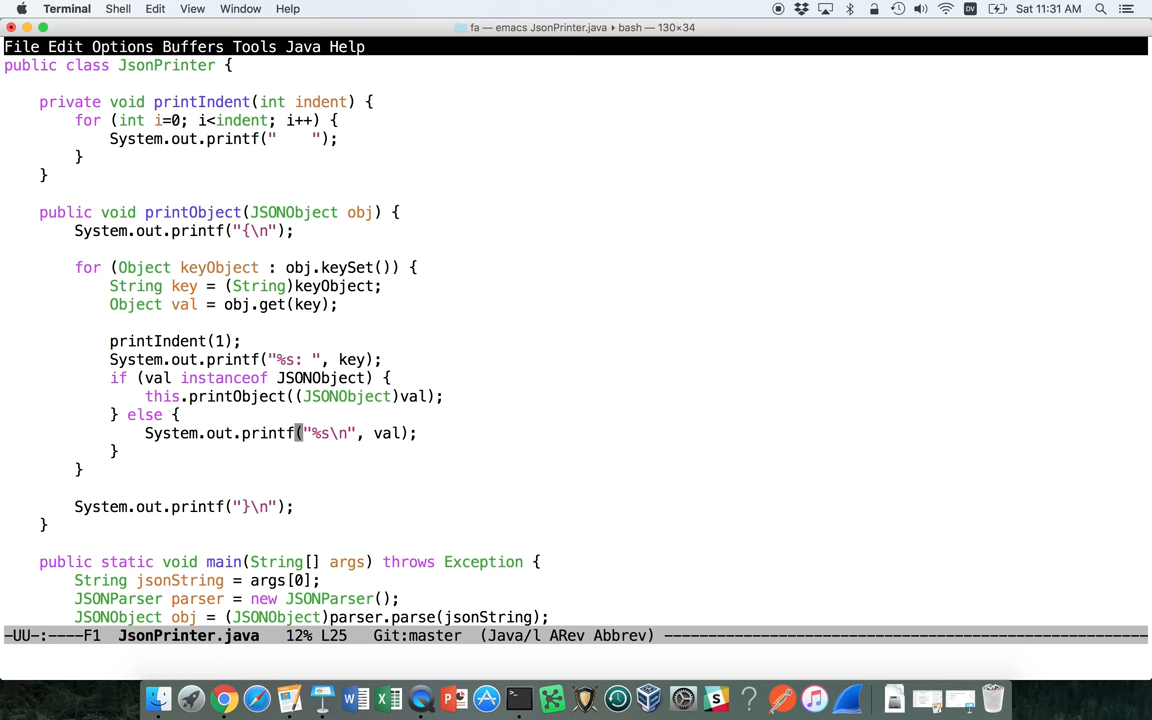 Terminal Shell Edit View Window Help DV Sat 11:31 AM
fa — emacs JsonPrinter.java ▸ bash — 130×34
File Edit Options Buffers Tools Java Help
public class JsonPrinter {
    private void printIndent(int indent) {
        for (int i=0; i<indent; i++) {
            System.out.printf("    ");
        }
    }
    public void printObject(JSONObject obj) {
        System.out.printf("{\n");
        for (Object keyObject : obj.keySet()) {
            String key = (String)keyObject;
            Object val = obj.get(key);
            printIndent(1);
            System.out.printf("%s: ", key);
            if (val instanceof JSONObject) {
                this.printObject((JSONObject)val);
            } else {
                System.out.printf("%s\n", val);
            }
        }
        System.out.printf("}\n");
    }
    public static void main(String[] args) throws Exception {
        String jsonString = args[0];
        JSONParser parser = new JSONParser();
        JSONObject obj = (JSONObject)parser.parse(jsonString);
-UU-:----F1  JsonPrinter.java   12% L25   Git:master  (Java/l ARev Abbrev) --------------------------------------------------------